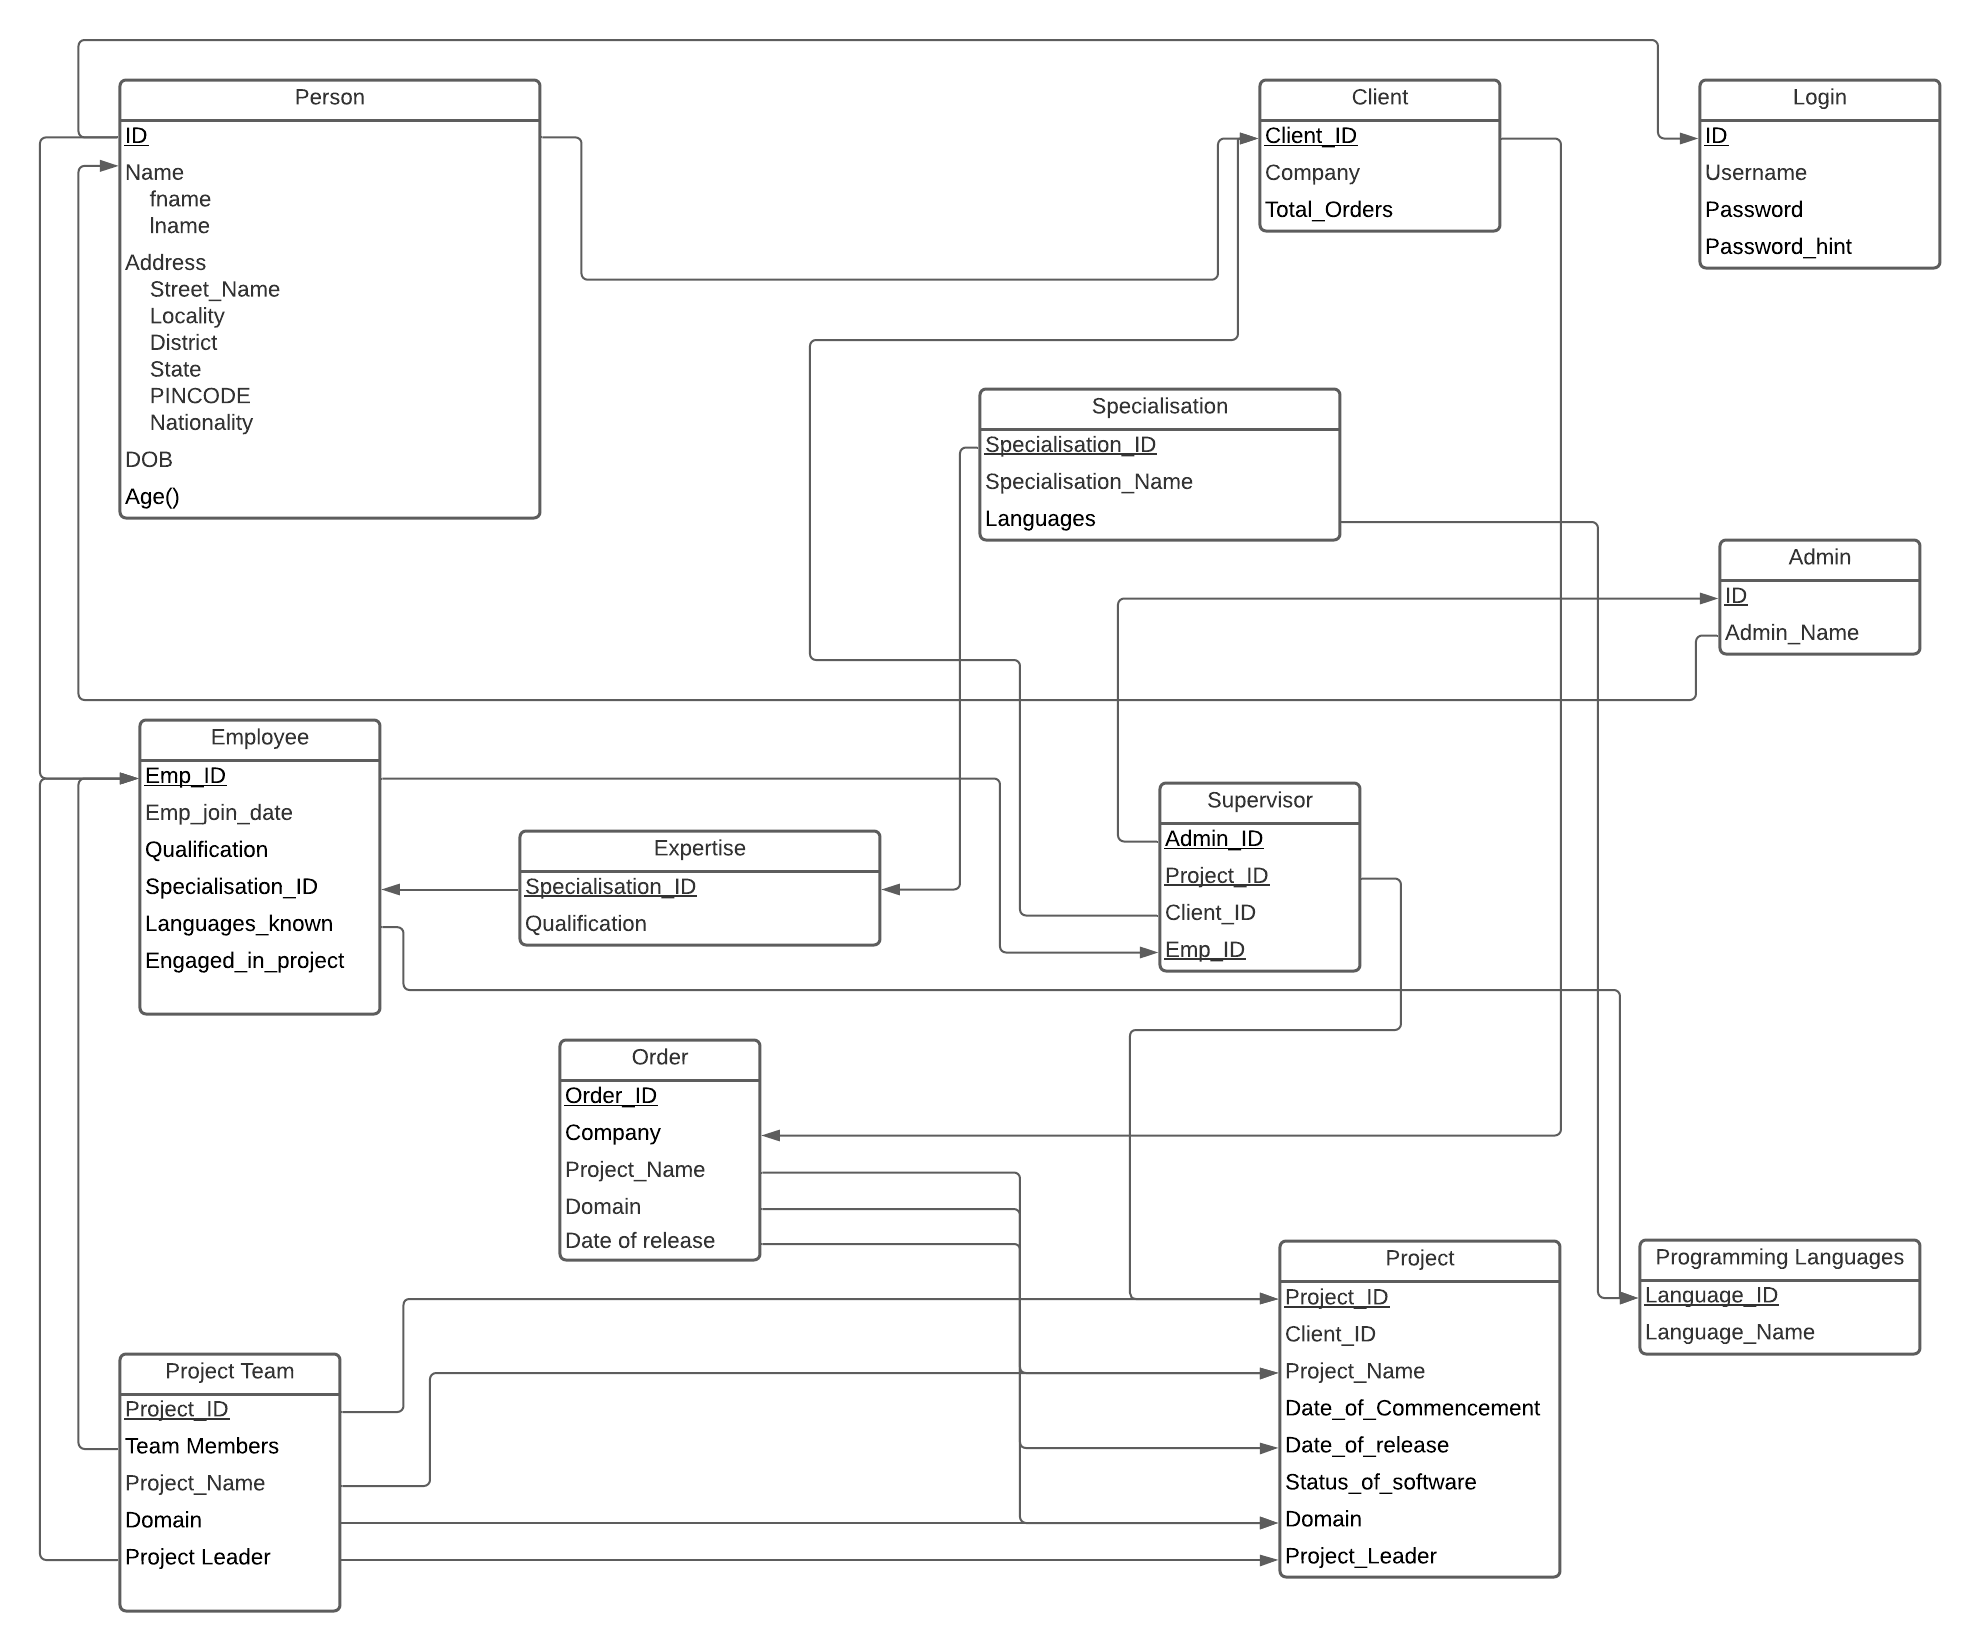 Person
ID
Name
fname
lname
Address
Street_Name
Locality
District
State
PINCODE
Nationality
DOB
Age()
Client
Client_ID
Company
Total_Orders
Login
ID
Username
Password
Password_hint
Specialisation
Specialisation_ID
Specialisation_Name
Languages
Admin
ID
Admin_Name
Employee
Emp_ID
Emp_join_date
Qualification
Specialisation_ID
Languages_known
Engaged_in_project
Expertise
Specialisation_ID
Qualification
Supervisor
Admin_ID
Project_ID
Client_ID
Emp_ID
Order
Order_ID
Company
Project_Name
Domain
Date of release
Project
Project_ID
Client_ID
Project_Name
Date_of_Commencement
Date_of_release
Status_of_software
Domain
Project_Leader
Programming Languages
Language_ID
Language_Name
Project Team
Project_ID
Team Members
Project_Name
Domain
Project Leader